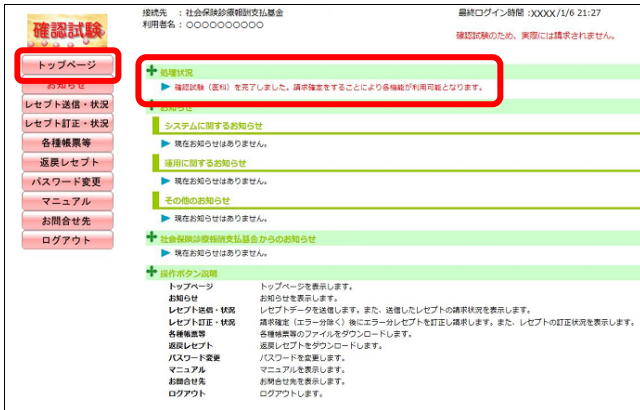 確認試験
接続先 ：社会保険診療報酬支払基金
利用者名：○○○○○○○○○○
最終ログイン時間 :XXXX/1/6 21:27
確認試験のため、実際には請求されません。
トップページ
お知らせ
レセプト送信・状況
レセプト訂正・状況
各種帳票等
返戻レセプト
パスワード変更
マニュアル
お問合せ先
ログアウト
処理状況
確認試験（医科）を完了しました。請求確定をすることにより各機能が利用可能となります。
お知らせ
システムに関するお知らせ
現在お知らせはありません。
運用に関するお知らせ
現在お知らせはありません。
その他のお知らせ
現在お知らせはありません。
社会保険診療報酬支払基金からのお知らせ
現在お知らせはありません。
操作ボタン説明
トップページ トップページを表示します。
お知らせ お知らせを表示します。
レセプト送信・状況 レセプトデータを送信します。また、送信したレセプトの請求状況を表示します。
レセプト訂正・状況 請求確定（エラー分除く）後にエラー分レセプトを訂正し請求します。また、レセプトの訂正状況を表示します。
各種帳票等 各種帳票等のファイルをダウンロードします。
返戻レセプト 返戻レセプトをダウンロードします。
パスワード変更 パスワードを変更します。
マニュアル マニュアルを表示します。
お問合せ先 お問合せ先を表示します。
ログアウト ログアウトします。